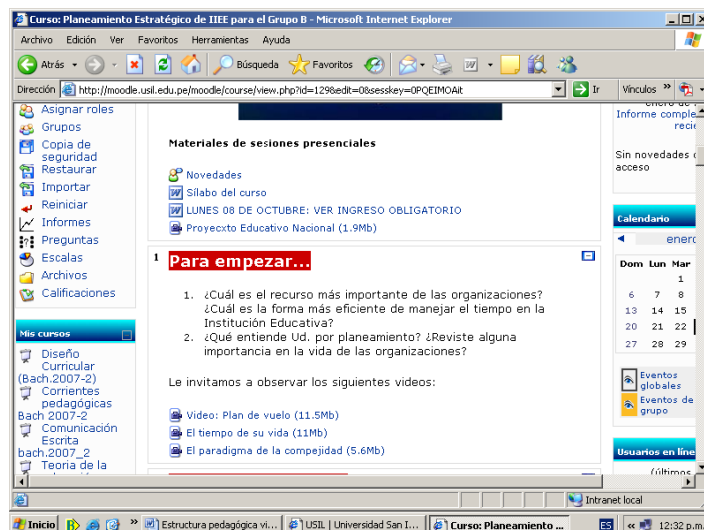 Curso: Planeamiento Estratégico de IIEE para el Grupo B - Microsoft Internet Explorer
Archivo Edición Ver Favoritos Herramientas Ayuda
Atrás Búsqueda Favoritos
Dirección http://moodle.usil.edu.pe/moodle/course/view.php?id=129&edit=0&sesskey=0PQEIMOAit Ir Vínculos »
Asignar roles
Grupos
Copia de
seguridad
Restaurar
Importar
Reiniciar
Informes
Preguntas
Escalas
Archivos
Calificaciones
Mis cursos
Diseño
Curricular
(Bach.2007-2)
Corrientes
pedagógicas
Bach 2007-2
Comunicación
Escrita
bach.2007_2
Teoria de la
Materiales de sesiones presenciales
Novedades
Sílabo del curso
LUNES 08 DE OCTUBRE: VER INGRESO OBLIGATORIO
Proyecxto Educativo Nacional (1.9Mb)
1 Para empezar...
1. ¿Cuál es el recurso más importante de las organizaciones?
¿Cuál es la forma más eficiente de manejar el tiempo en la
Institución Educativa?
2. ¿Qué entiende Ud. por planeamiento? ¿Reviste alguna
importancia en la vida de las organizaciones?
Le invitamos a observar los siguientes videos:
Video: Plan de vuelo (11.5Mb)
El tiempo de su vida (11Mb)
El paradigma de la compejidad (5.6Mb)
Informe comple
recie
Sin novedades
acceso
Calendario
enero
Dom Lun Mar
1
6 7 8
13 14 15
20 21 22
27 28 29
Eventos
globales
Eventos de
grupo
Usuarios en líne
(últimos
Intranet local
Inicio » Estructura pedagógica vi... USIL | Universidad San I... Curso: Planeamiento ... ES « 12:32 p.m.